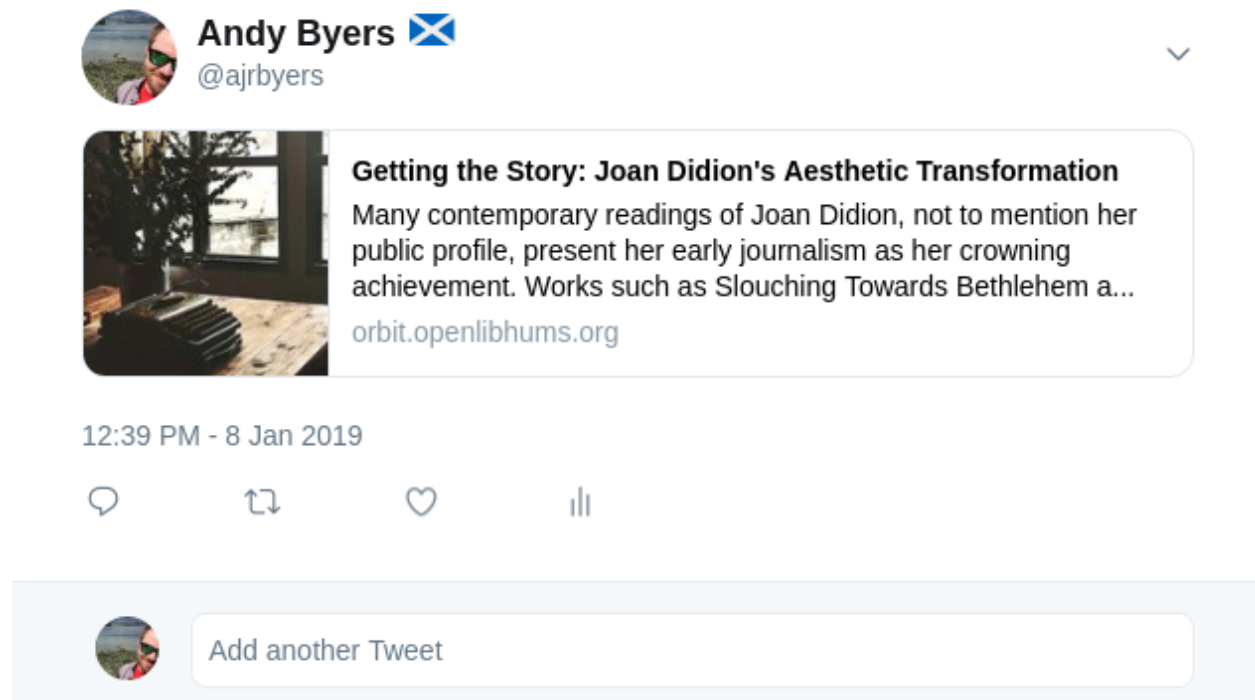 Andy Byers
@ajrbyers
Getting the Story: Joan Didion's Aesthetic Transformation
Many contemporary readings of Joan Didion, not to mention her
public profile, present her early journalism as her crowning
achievement. Works such as Slouching Towards Bethlehem a...
orbit.openlibhums.org
12:39 PM - 8 Jan 2019
Add another Tweet